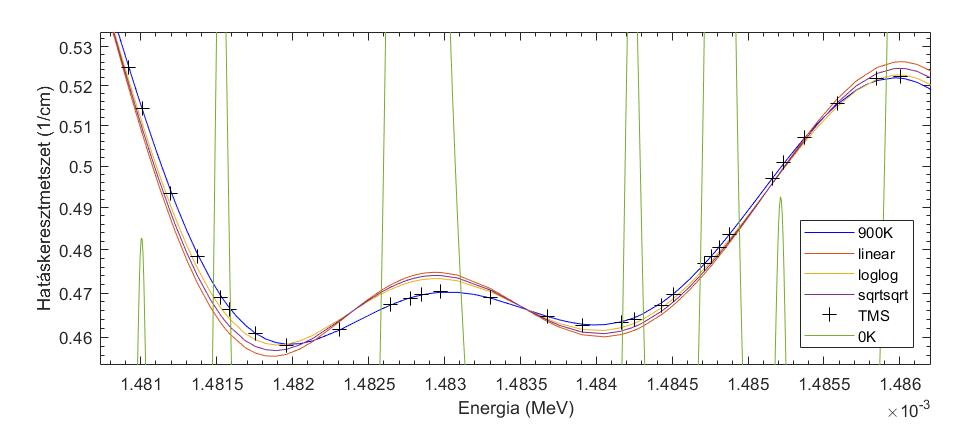 0.53
0.52
0.51
0.5
0.49
0.48
0.47
0.46
Hatáskeresztmetszet (1/cm)
1.481
1.4815
1.482
1.4825
1.483
1.4835
1.484
1.4845
1.485
1.4855
1.486
Energia (MeV)
×10-3
900K
linear
loglog
sqrtsqrt
TMS
0K